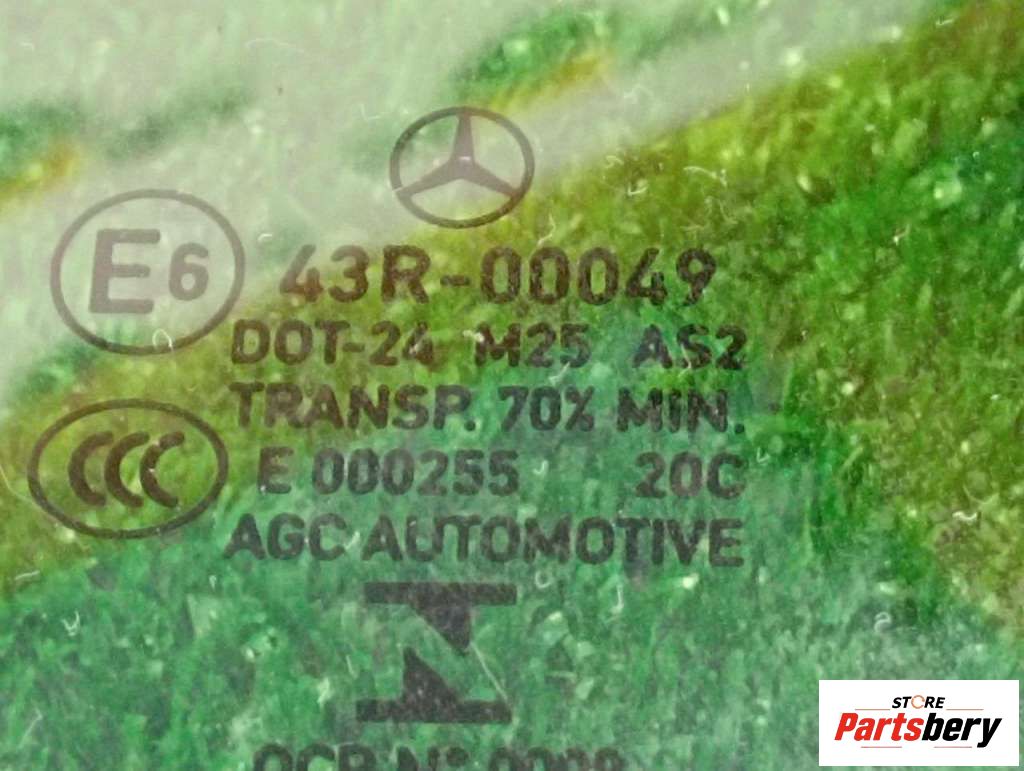 E6 43R-00049
DOT-24 M25 AS2
TRANSP. 70% MIN.
CCC E 000255 20C
AGC AUTOMOTIVE
STORE
Partsbery